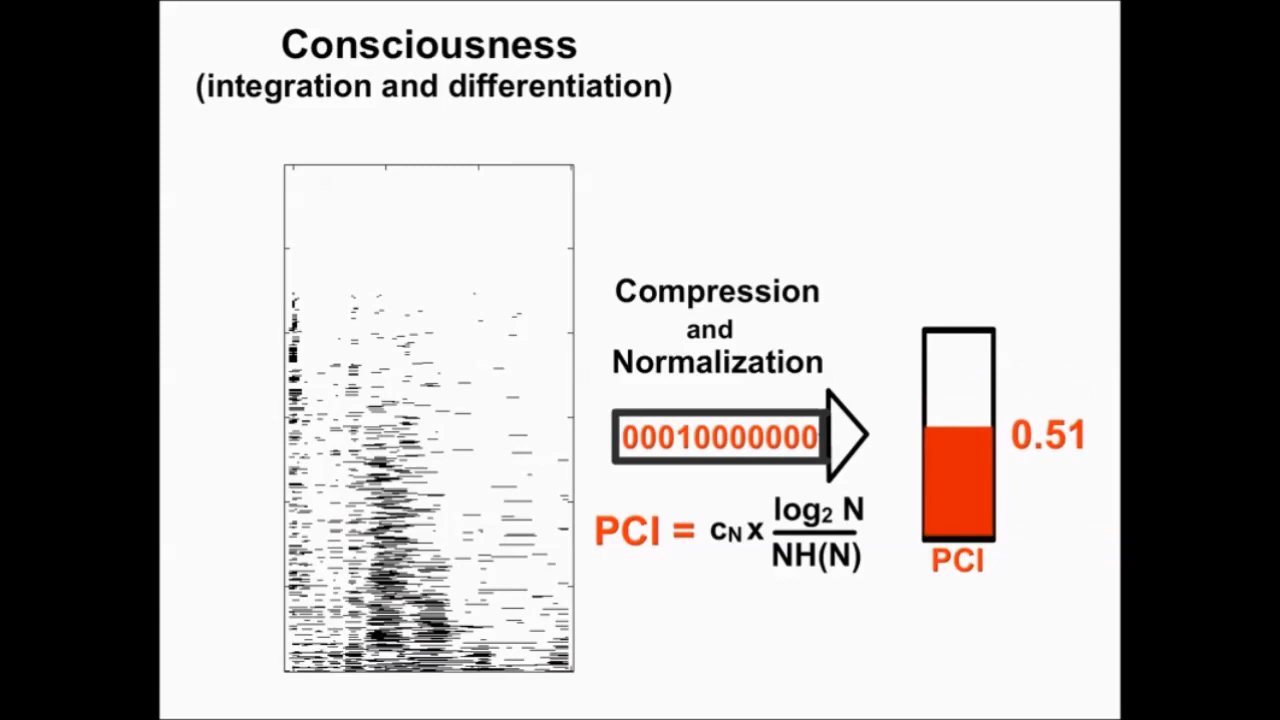 Consciousness
(integration and differentiation)
Compression
and
Normalization
00010000000
PCI = cN x log2 N
NH(N)
0.51
PCI